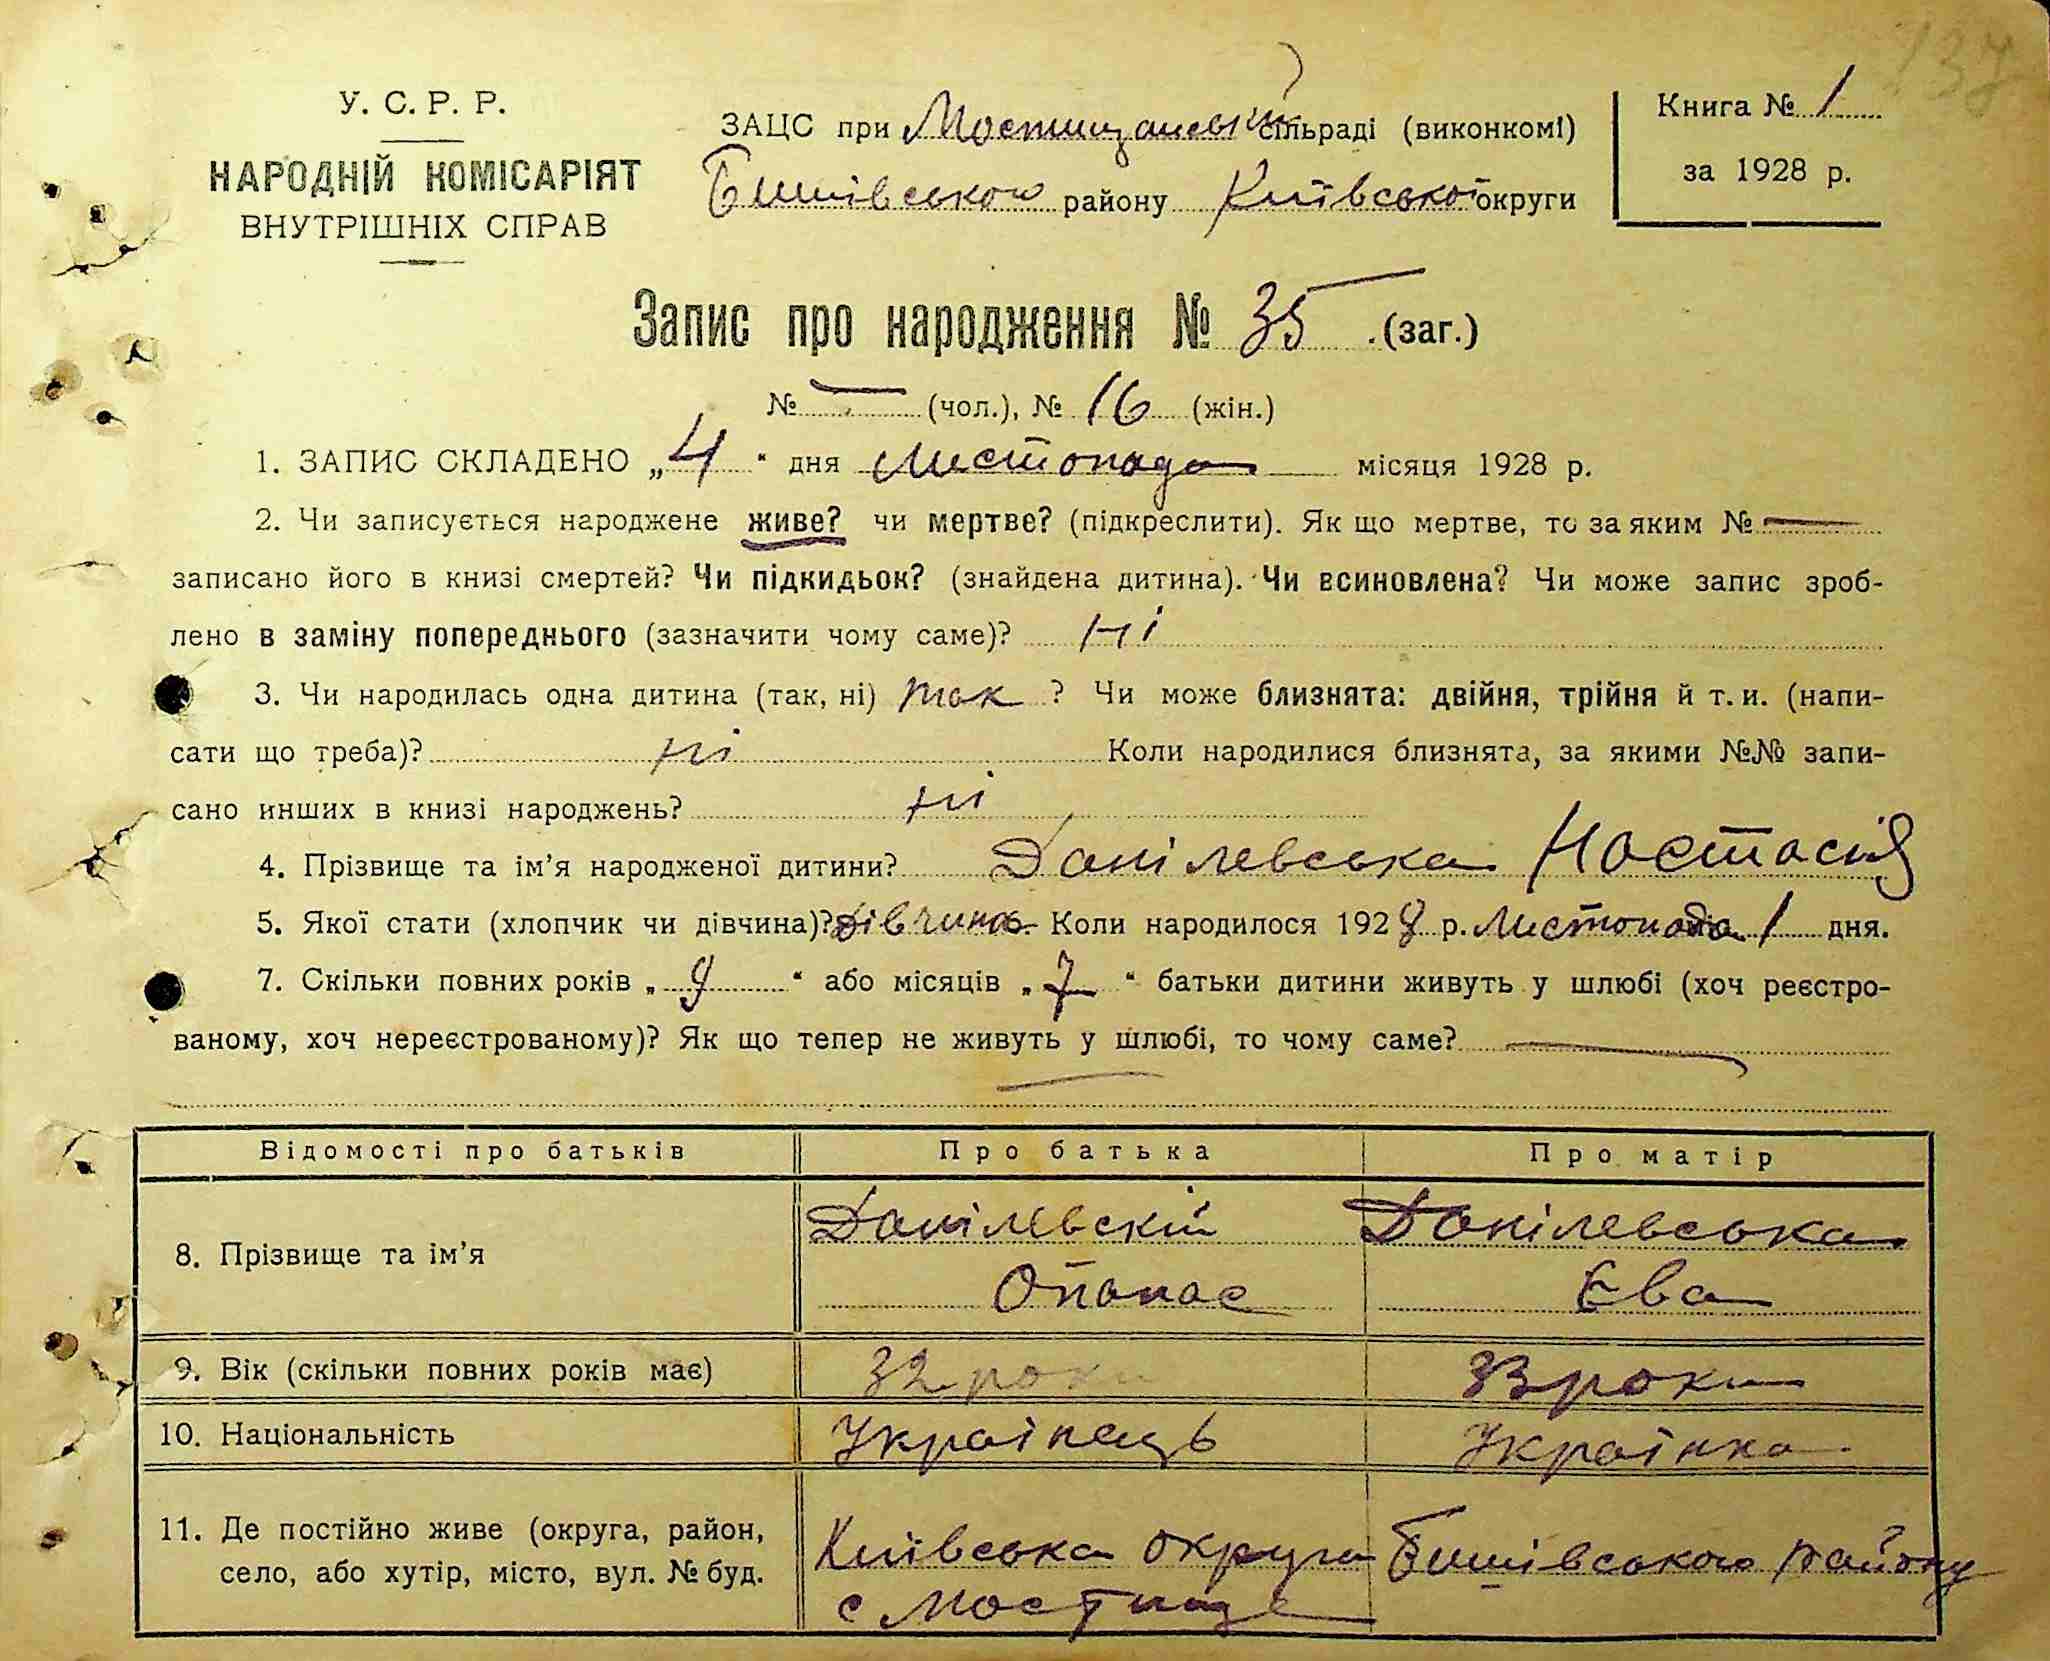 137
У. С. Р. Р.
НАРОДНІЙ КОМІСАРІЯТ
ВНУТРІШНІХ СПРАВ
ЗАЦС при Мостищанській сільраді (виконкомі)
Бишівського району Київської округи
Книга № 1
за 1928 р.
Запис про народження № 35 (заг.)
№ — (чол.), № 16 (жін.)
1. ЗАПИС СКЛАДЕНО „4“ дня Листопада місяця 1928 р.
2. Чи записується народжене живе? чи мертве? (підкреслити). Як що мертве, то за яким № —
записано його в книзі смертей? Чи підкидьок? (знайдена дитина). Чи всиновлена? Чи може запис зроб-
лено в заміну попереднього (зазначити чому саме)? ні
3. Чи народилась одна дитина (так, ні) так ? Чи може близнята: двійня, трійня й т. и. (напи-
сати що треба)? ні Коли народилися близнята, за якими №№ запи-
сано инших в книзі народжень? ні
4. Прізвище та ім’я народженої дитини? Данілевська Настасія
5. Якої стати (хлопчик чи дівчина)? дівчина Коли народилося 1928 р. Листопада 1 дня.
7. Скільки повних років „9“ або місяців „7“ батьки дитини живуть у шлюбі (хоч реєстро-
ваному, хоч нереєстрованому)? Як що тепер не живуть у шлюбі, то чому саме? —
Відомості про батьків Про батька Про матір
8. Прізвище та ім’я Данілевскій Данілевська
Опанас Єва
9. Вік (скільки повних років має) 32 роки 33 роки
10. Національність Українець Українка
11. Де постійно живе (округа, район, Київська округа Бишівського району
село, або хутір, місто, вул. № буд. с Мостище